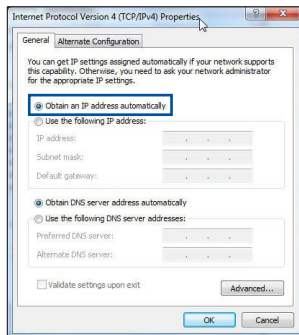 Internet Protocol Version 4 (TCP/IPv4) Properties
General
Alternate Configuration
You can get IP settings assigned automatically if your network supports
this capability. Otherwise, you need to ask your network administrator
for the appropriate IP settings.
Obtain an IP address automatically
Use the following IP address:
IP address:
Subnet mask:
Default gateway:
Obtain DNS server address automatically
Use the following DNS server addresses:
Preferred DNS server:
Alternate DNS server:
Validate settings upon exit
Advanced...
OK
Cancel